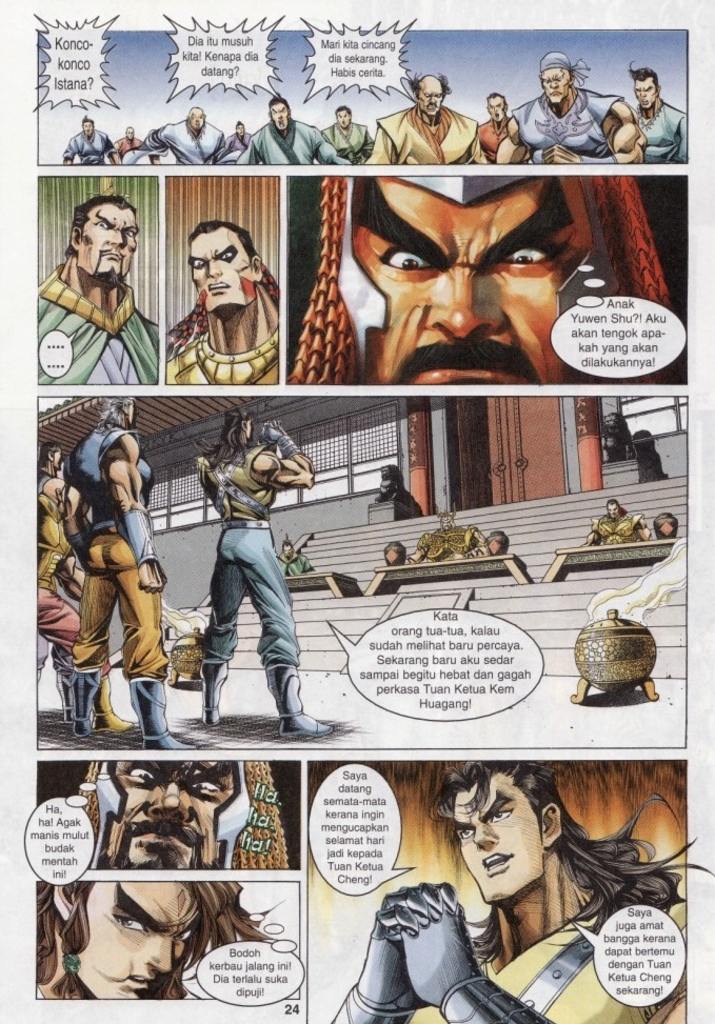 Konco-
konco
Istana?
Dia itu musuh
kita! Kenapa dia
datang?
Mari kita cincang
dia sekarang.
Habis cerita.
....
....
Anak
Yuwen Shu?! Aku
akan tengok apa-
kah yang akan
dilakukannya!
Kata
orang tua-tua, kalau
sudah melihat baru percaya.
Sekarang baru aku sedar
sampai begitu hebat dan gagah
perkasa Tuan Ketua Kem
Huagang!
Ha,
ha! Agak
manis mulut
budak
mentah
ini!
Ha.
ha.
ha!
Saya
datang
semata-mata
kerana ingin
mengucapkan
selamat hari
jadi kepada
Tuan Ketua
Cheng!
Bodoh
kerbau jalang ini!
Dia terlalu suka
dipuji!
Saya
juga amat
bangga kerana
dapat bertemu
dengan Tuan
Ketua Cheng
sekarang!
24